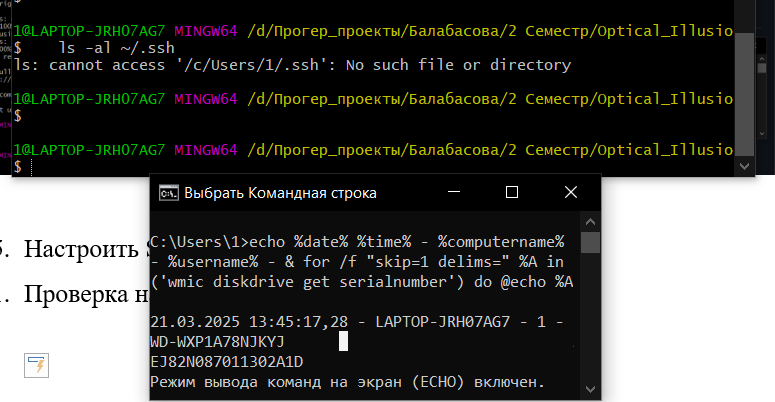 $
1@LAPTOP-JRH07AG7 MINGW64 /d/Прогер_проекты/Балабасова/2 Семестр/Optical_Illusio
$    ls -al ~/.ssh
ls: cannot access '/c/Users/1/.ssh': No such file or directory
1@LAPTOP-JRH07AG7 MINGW64 /d/Прогер_проекты/Балабасова/2 Семестр/Optical_Illusio
$
1@LAPTOP-JRH07AG7 MINGW64 /d/Прогер_проекты/Балабасова/2 Семестр/Optical_Illusio
$
Выбрать Командная строка
C:\Users\1>echo %date% %time% - %computername%
- %username% - & for /f "skip=1 delims=" %A in
('wmic diskdrive get serialnumber') do @echo %A
21.03.2025 13:45:17,28 - LAPTOP-JRH07AG7 - 1 -
WD-WXP1A78NJKYJ
EJ82N087011302A1D
Режим вывода команд на экран (ECHO) включен.
Настроить
Проверка